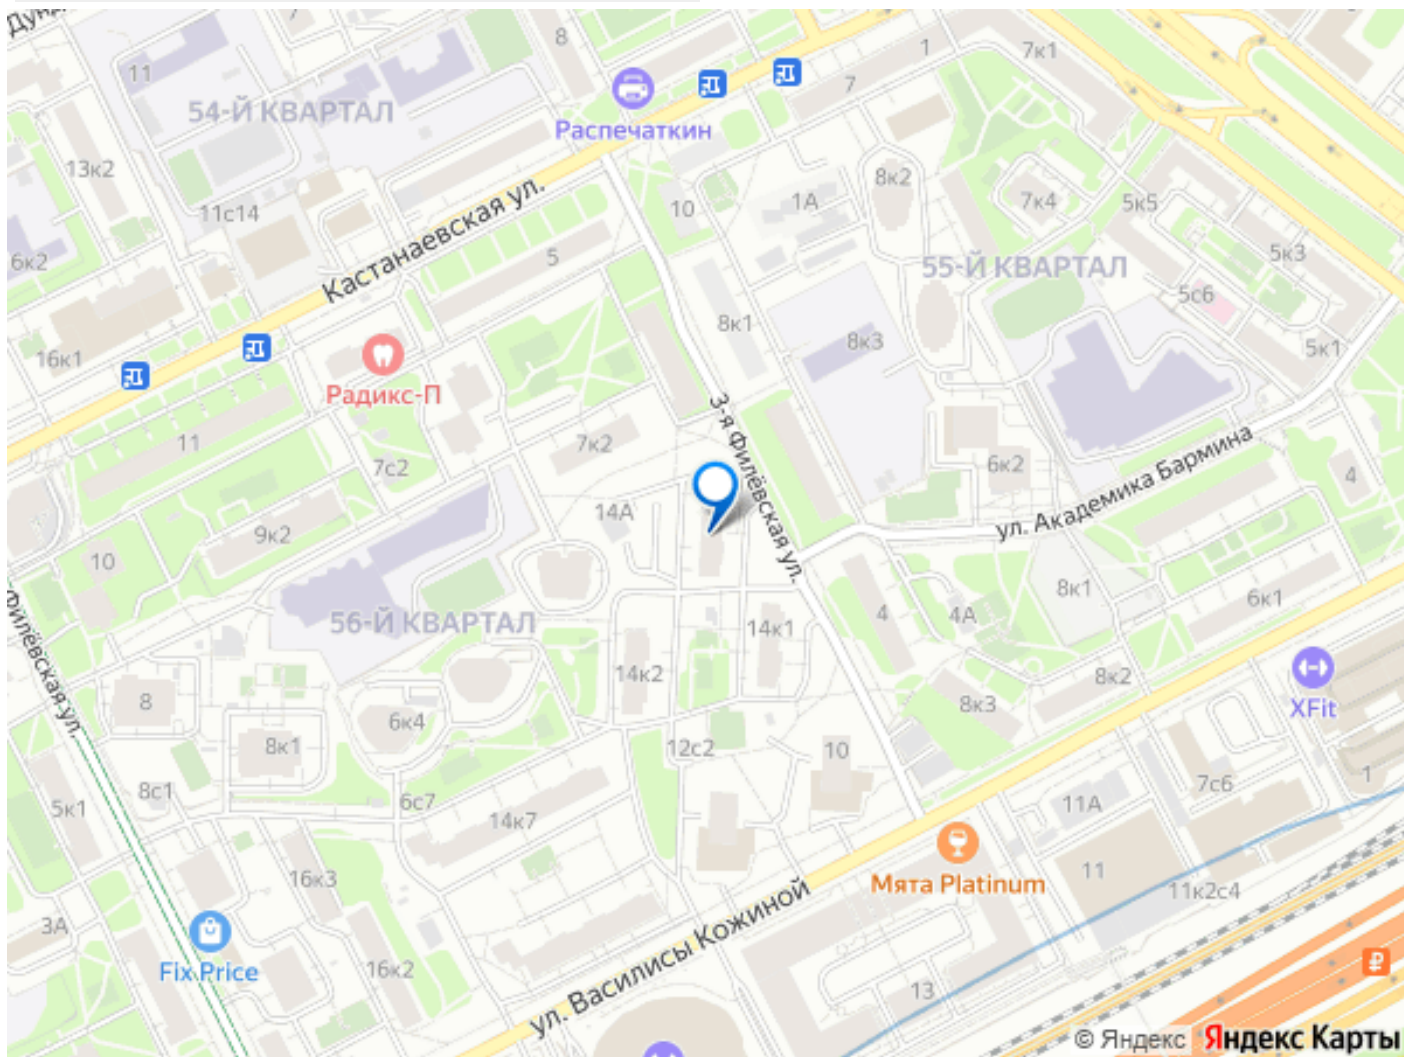 7
8
1
7к1
11
54-Й КВАРТАЛ
7
Распечаткин
13к2
8к2
11с14
10
1А
7к4
5к5
Кастанаевская ул.
6к2
5
55-Й КВАРТАЛ
5к3
5с6
8к1
8к3
16к1
5к1
Радикс-П
3-я Филёвская ул.
11
7к2
7с2
6к2
ул. Академика Бармина
4
14А
9к2
10
8к1
6к1
56-Й КВАРТАЛ
14к1
4
4А
Филёвская ул.
14к2
8к2
8
6к4
8к3
XFit
8к1
12с2
10
1
7с6
8с1
6с7
5к1
14к7
11А
16к3
Мята Platinum
11
11к2с4
3А
ул. Василисы Кожиной
Fix Price
16к2
13
© Яндекс Яндекс Карты